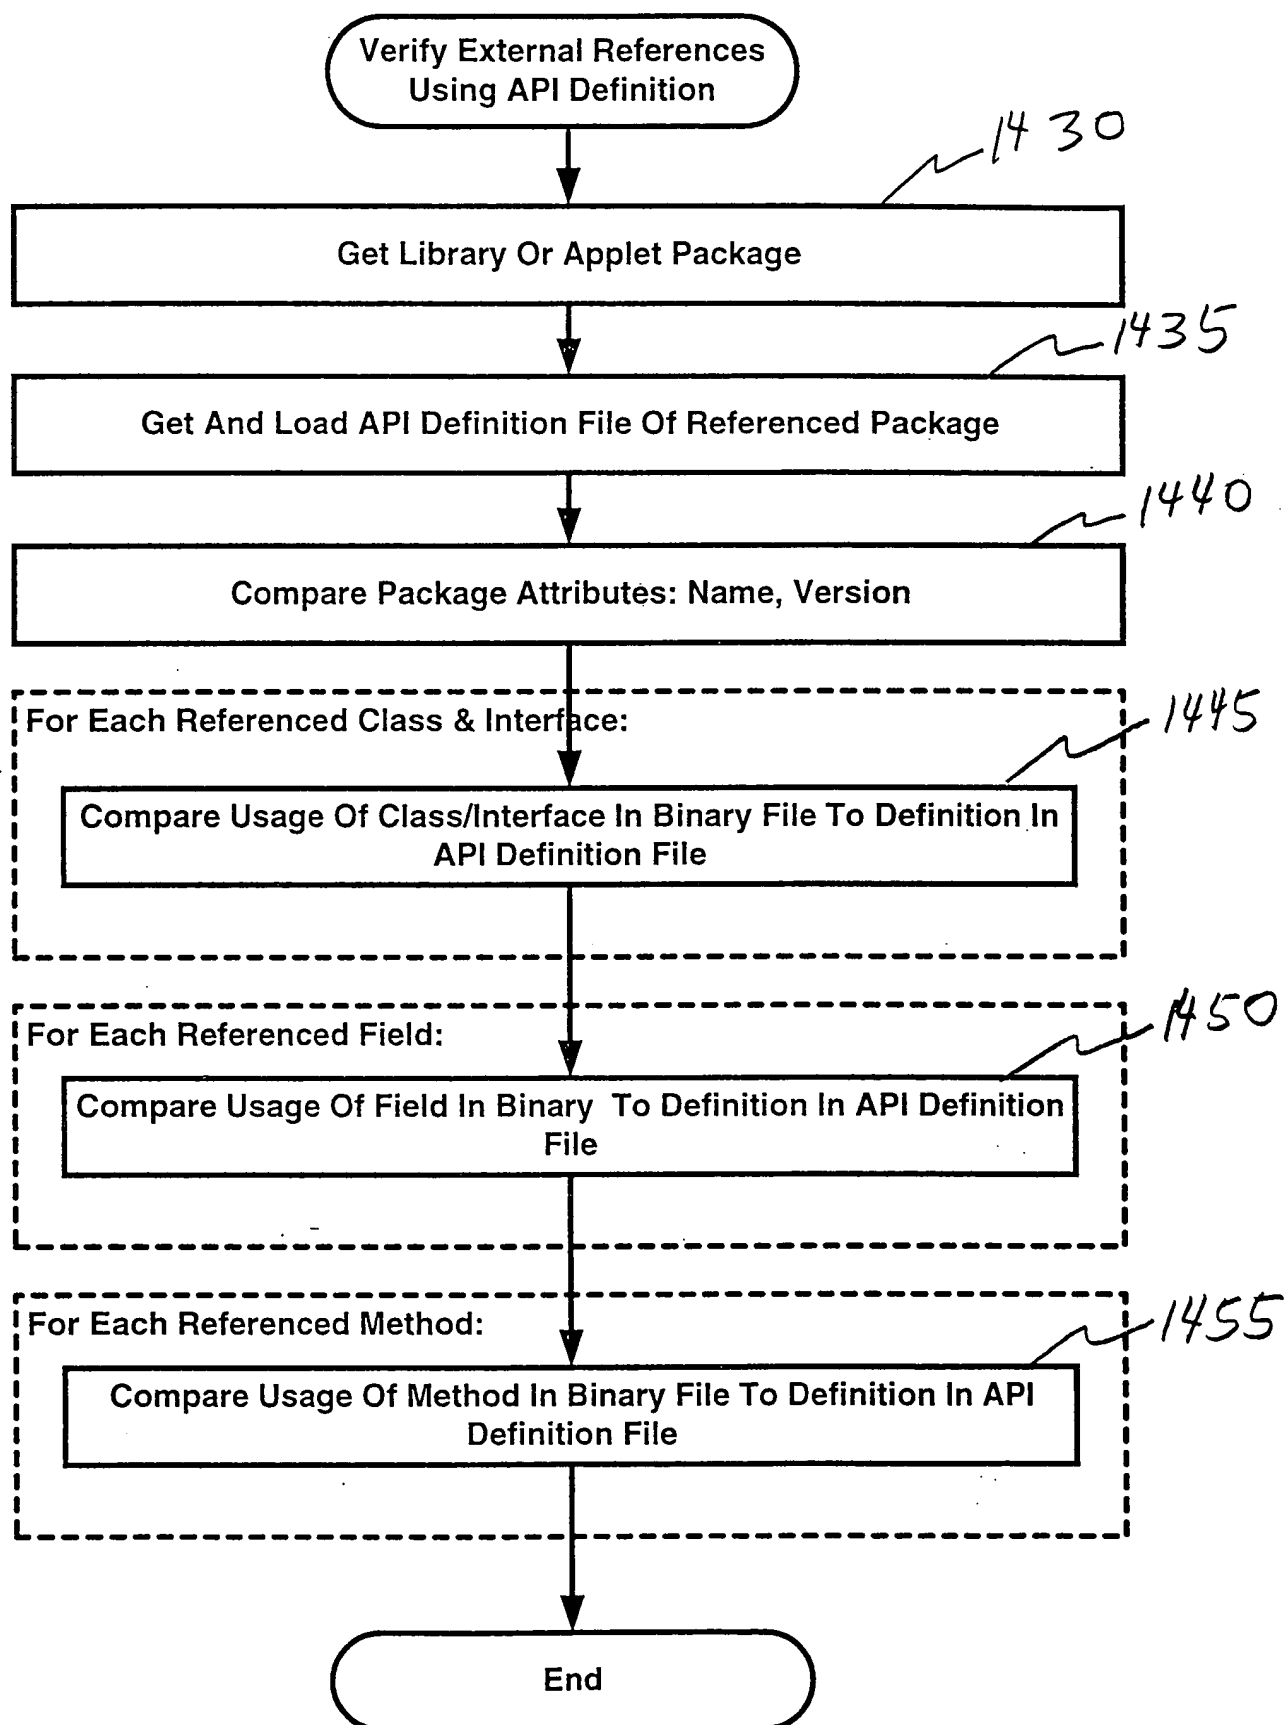 Verify External References
Using API Definition
1430
Get Library Or Applet Package
1435
Get And Load API Definition File Of Referenced Package
1440
Compare Package Attributes: Name, Version
For Each Referenced Class & Interface:
1445
Compare Usage Of Class/Interface In Binary File To Definition In
API Definition File
For Each Referenced Field:
1450
Compare Usage Of Field In Binary To Definition In API Definition
File
For Each Referenced Method:
1455
Compare Usage Of Method In Binary File To Definition In API
Definition File
End